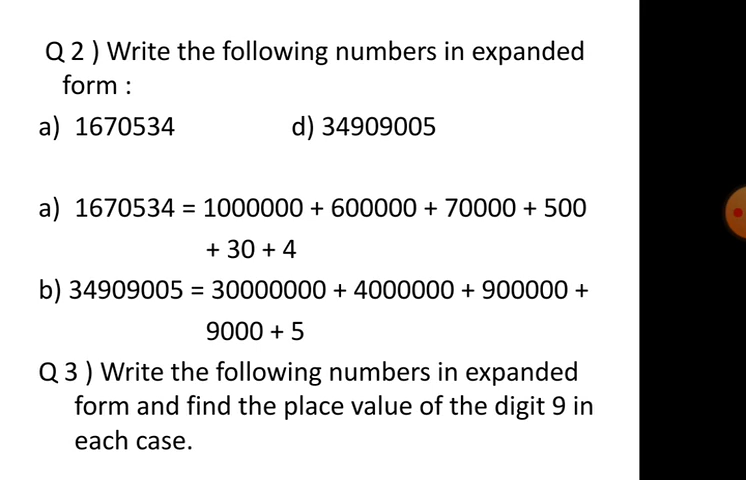 Q 2 ) Write the following numbers in expanded
form :
a) 1670534 d) 34909005
a) 1670534 = 1000000 + 600000 + 70000 + 500
+ 30 + 4
b) 34909005 = 30000000 + 4000000 + 900000 +
9000 + 5
Q 3 ) Write the following numbers in expanded
form and find the place value of the digit 9 in
each case.